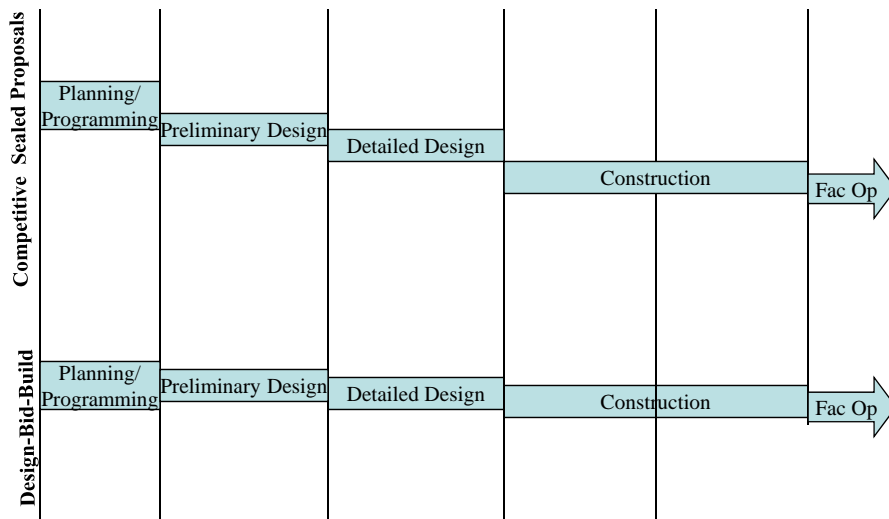 Competitive Sealed Proposals
Planning/
Programming
Preliminary Design
Detailed Design
Construction
Fac Op
Design-Bid-Build
Planning/
Programming
Preliminary Design
Detailed Design
Construction
Fac Op